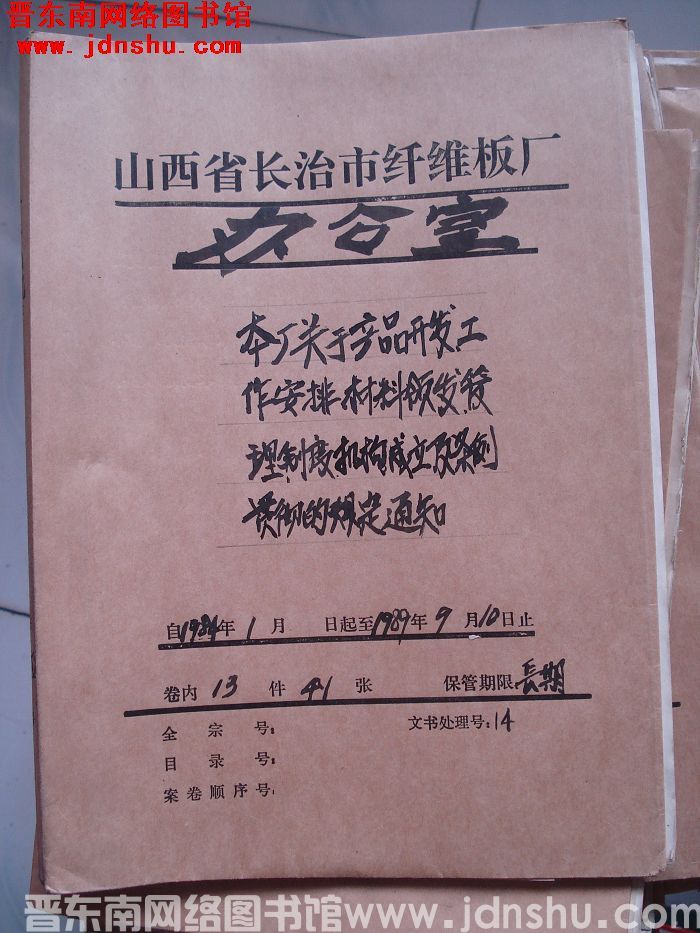 晋东南网络图书馆
www.jdnshu.com
山西省长治市纤维板厂
办公室
本厂关于产品开发工
作安排材料领发管
理制度机构成立及条例
贯彻的规定通知
自1984年1月 日起至1989年9月10日止
卷内13件41张 保管期限:长期
全宗号: 文书处理号:14
目录号:
案卷顺序号:
晋东南网络图书馆www.jdnshu.com